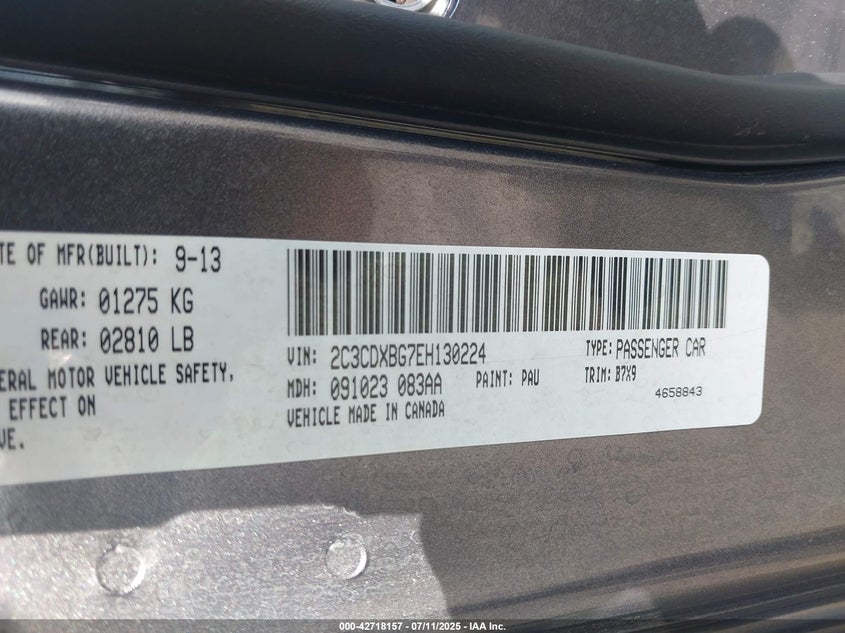 TE OF MFR(BUILT): 9-13
GAWR: 01275 KG
REAR: 02810 LB
ERAL MOTOR VEHICLE SAFETY,
EFFECT ON
VE.
VIN: 2C3CDXBG7EH130224
TYPE: PASSENGER CAR
MDH: 091023 083AA
PAINT: PAU
TRIM: B7X9
VEHICLE MADE IN CANADA
4658843
000-42718157 - 07/11/2025 - IAA Inc.